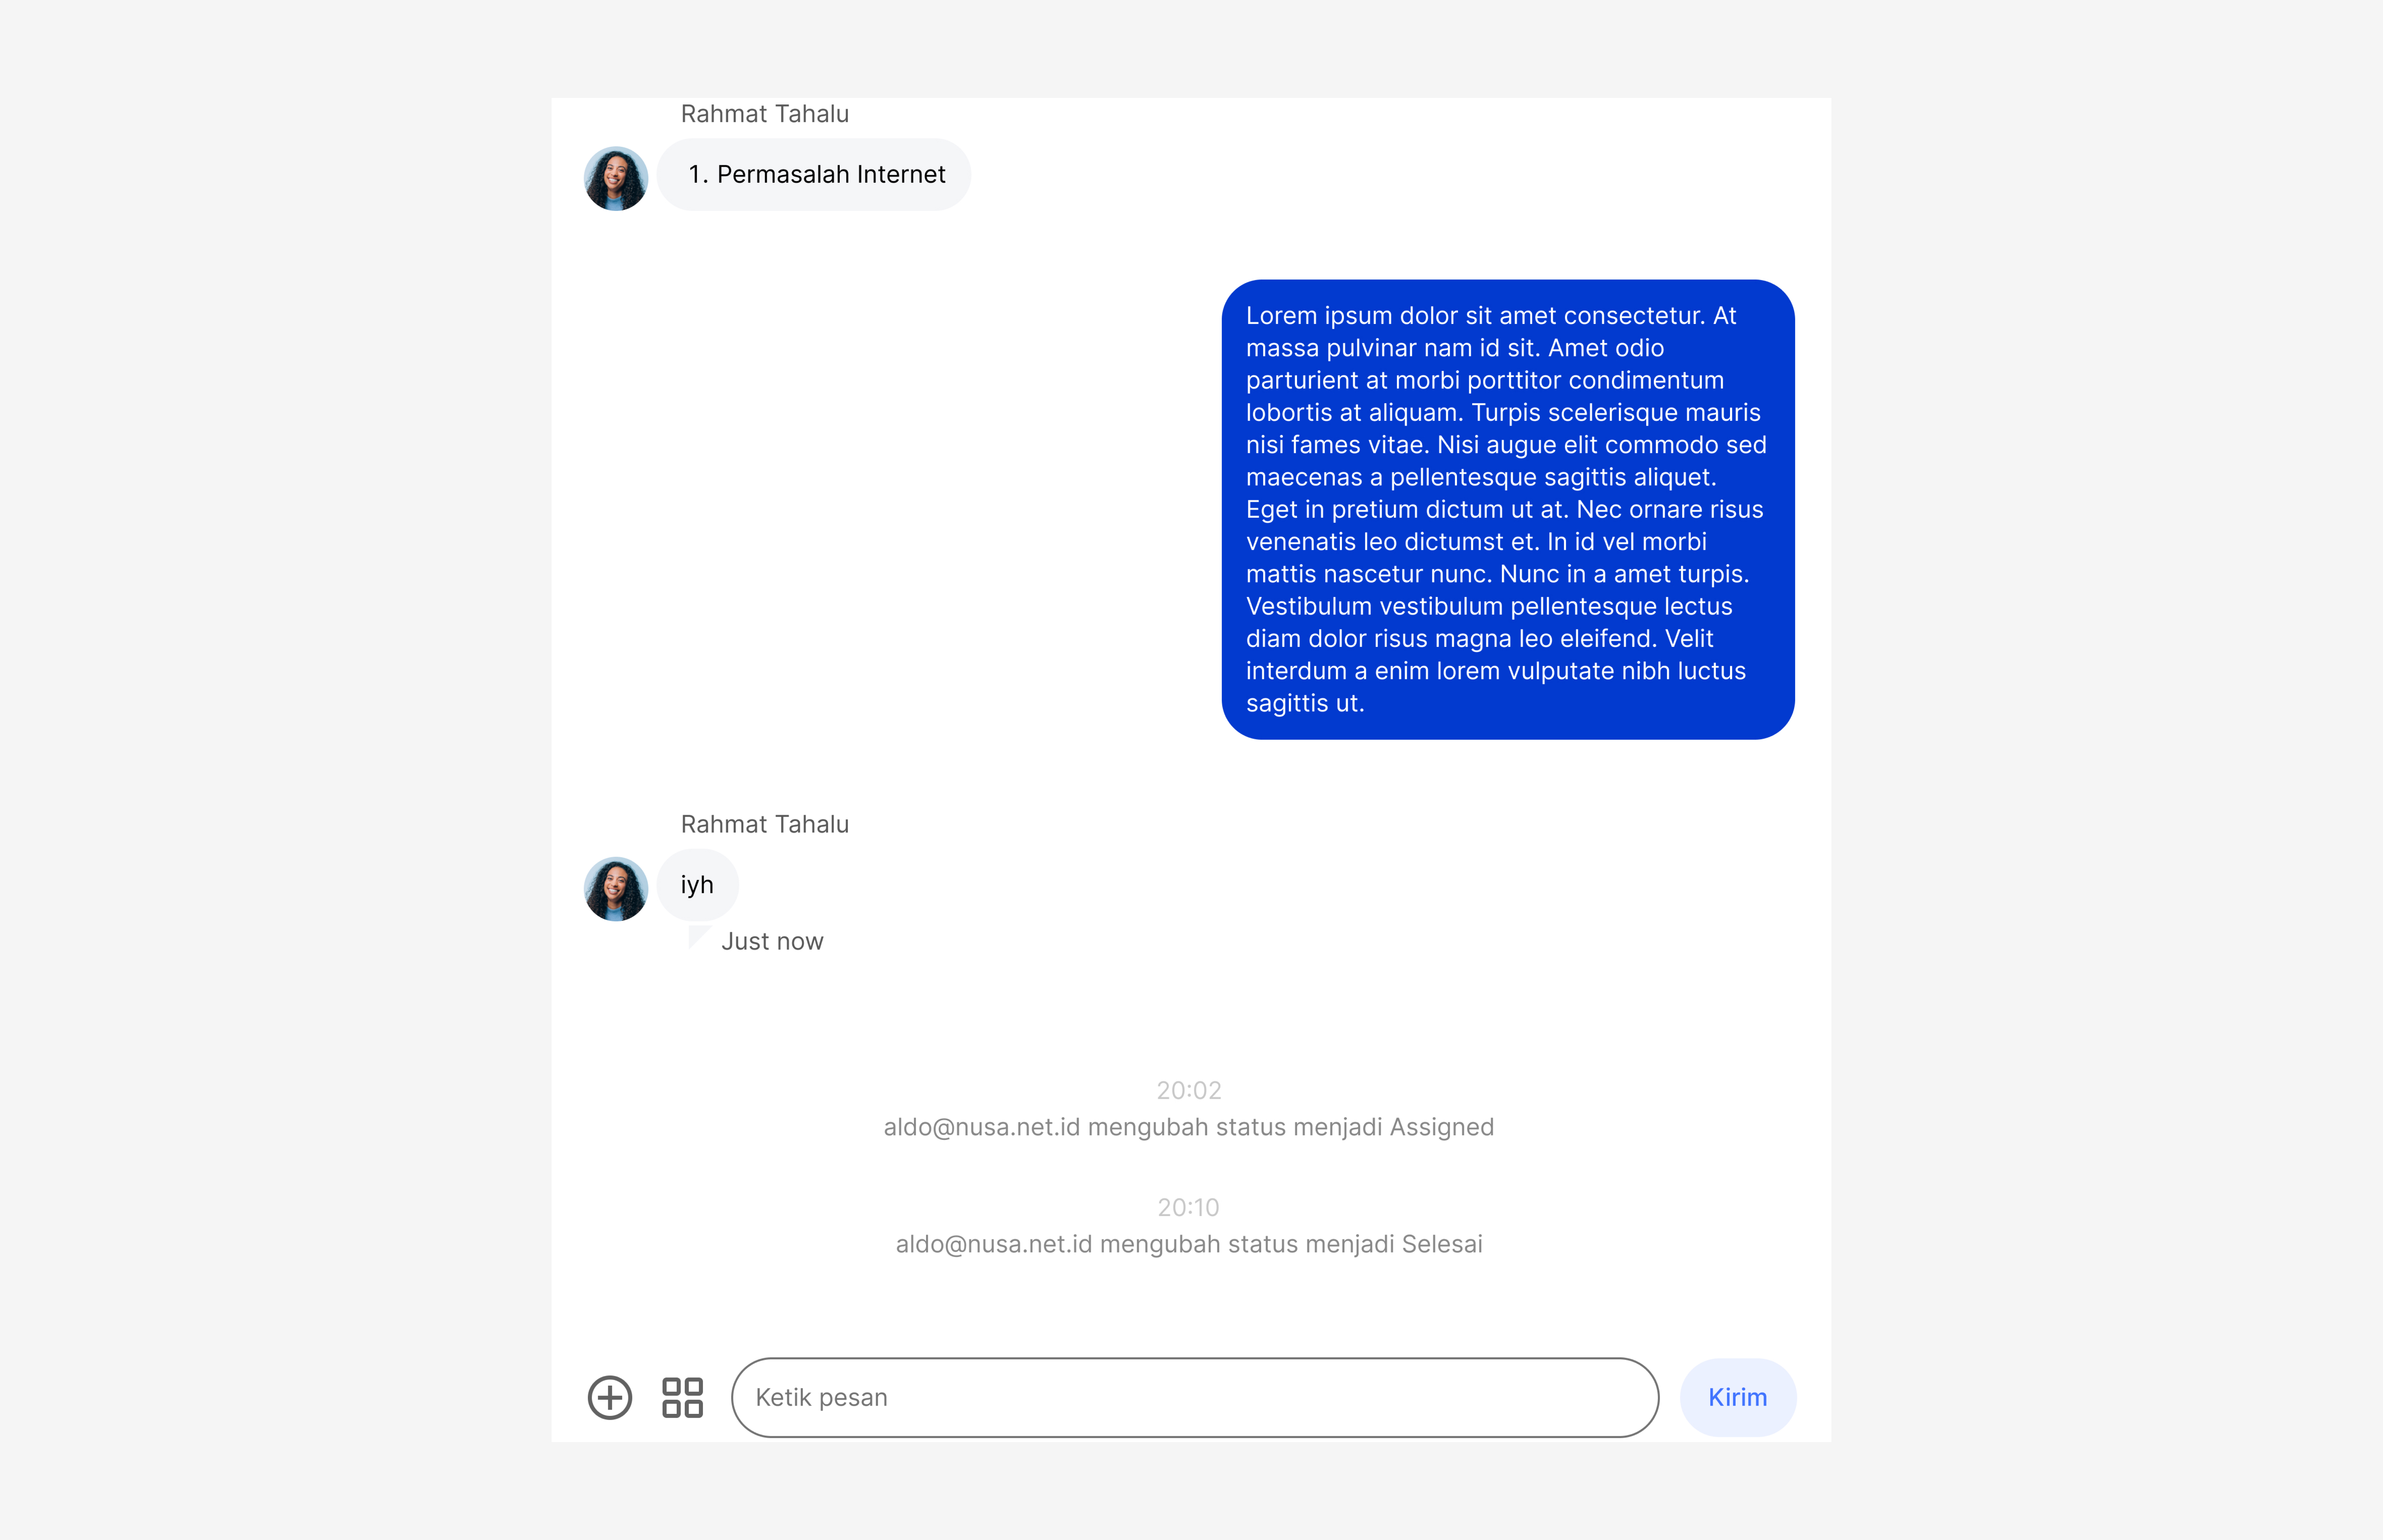 Rahmat Tahalu
1. Permasalah Internet
Lorem ipsum dolor sit amet consectetur. At
massa pulvinar nam id sit. Amet odio
parturient at morbi porttitor condimentum
lobortis at aliquam. Turpis scelerisque mauris
nisi fames vitae. Nisi augue elit commodo sed
maecenas a pellentesque sagittis aliquet.
Eget in pretium dictum ut at. Nec ornare risus
venenatis leo dictumst et. In id vel morbi
mattis nascetur nunc. Nunc in a amet turpis.
Vestibulum vestibulum pellentesque lectus
diam dolor risus magna leo eleifend. Velit
interdum a enim lorem vulputate nibh luctus
sagittis ut.
Rahmat Tahalu
iyh
Just now
20:02
aldo@nusa.net.id mengubah status menjadi Assigned
20:10
aldo@nusa.net.id mengubah status menjadi Selesai
Ketik pesan
Kirim